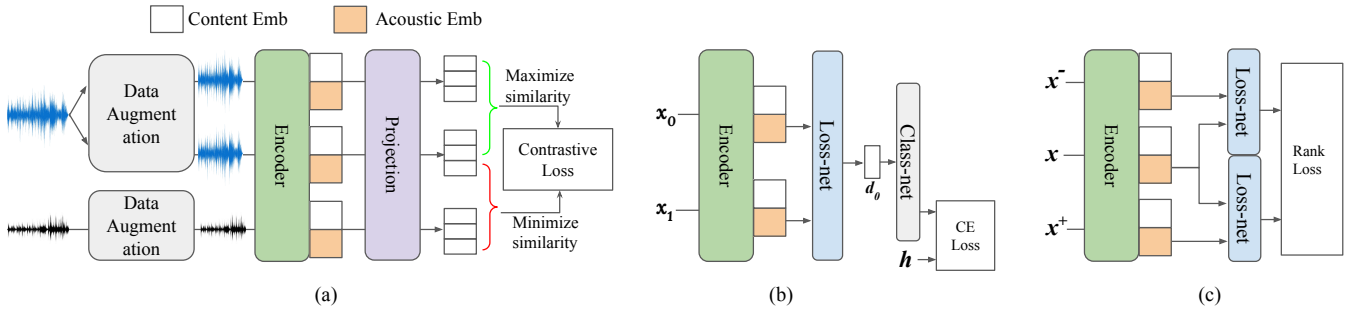 Content Emb
Acoustic Emb
Data
Augment
ation
Data
Augment
ation
Encoder
Projection
Maximize
similarity
Contrastive
Loss
Minimize
similarity
(a)
x₀
x₁
Encoder
Loss-net
d₀
Class-net
h
CE
Loss
(b)
x⁻
x
x⁺
Encoder
Loss-net
Loss-net
Rank
Loss
(c)